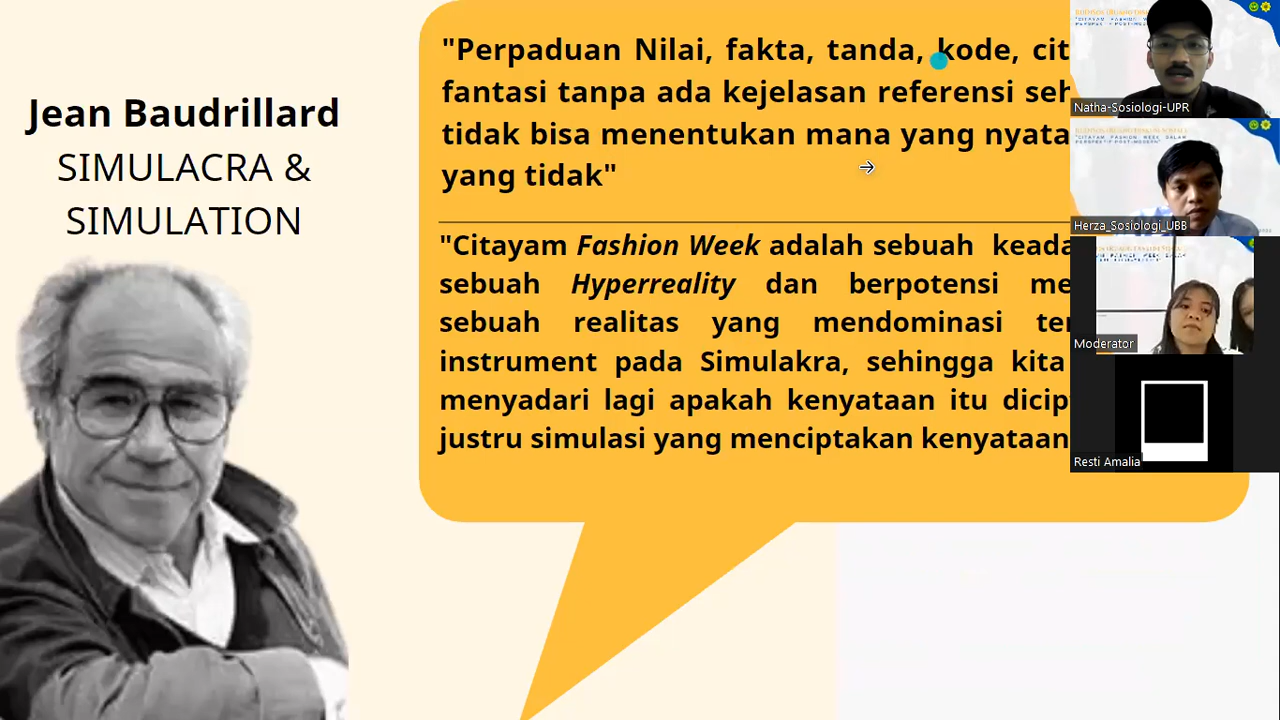 Jean Baudrillard
SIMULACRA &
SIMULATION
"Perpaduan Nilai, fakta, tanda, kode, cit
fantasi tanpa ada kejelasan referensi seh
tidak bisa menentukan mana yang nyata
yang tidak"
"Citayam Fashion Week adalah sebuah keada
sebuah Hyperreality dan berpotensi me
sebuah realitas yang mendominasi te
instrument pada Simulakra, sehingga kita
menyadari lagi apakah kenyataan itu dicip
justru simulasi yang menciptakan kenyataan
Natha-Sosiologi-UPR
Herza_Sosiologi_UBB
Moderator
Resti Amalia